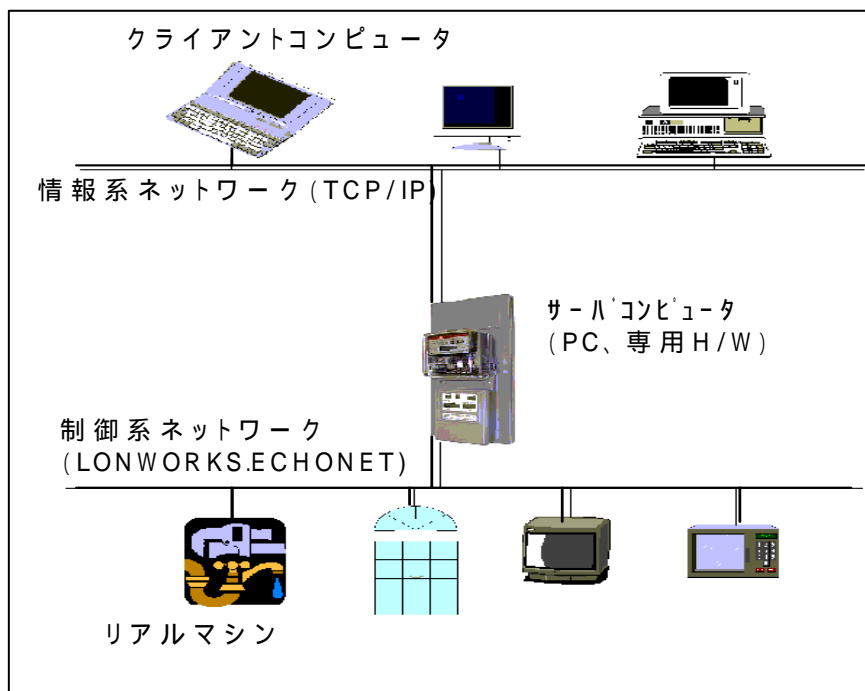 クライアントコンピュータ
情報系ネットワーク(TCP/IP)
サーバコンピュータ
(PC、専用H/W)
制御系ネットワーク
(LONWORKS.ECHONET)
リアルマシン